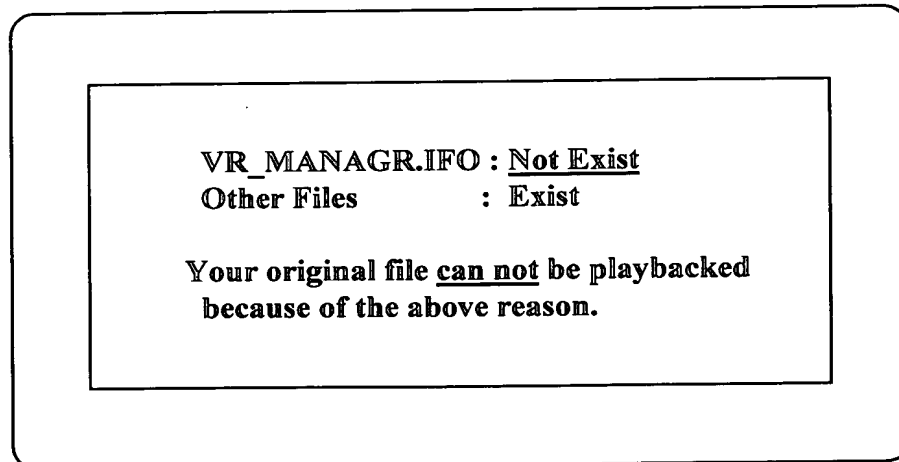 VR_MANAGR.IFO : Not Exist
Other Files : Exist
Your original file can not be playbacked
because of the above reason.